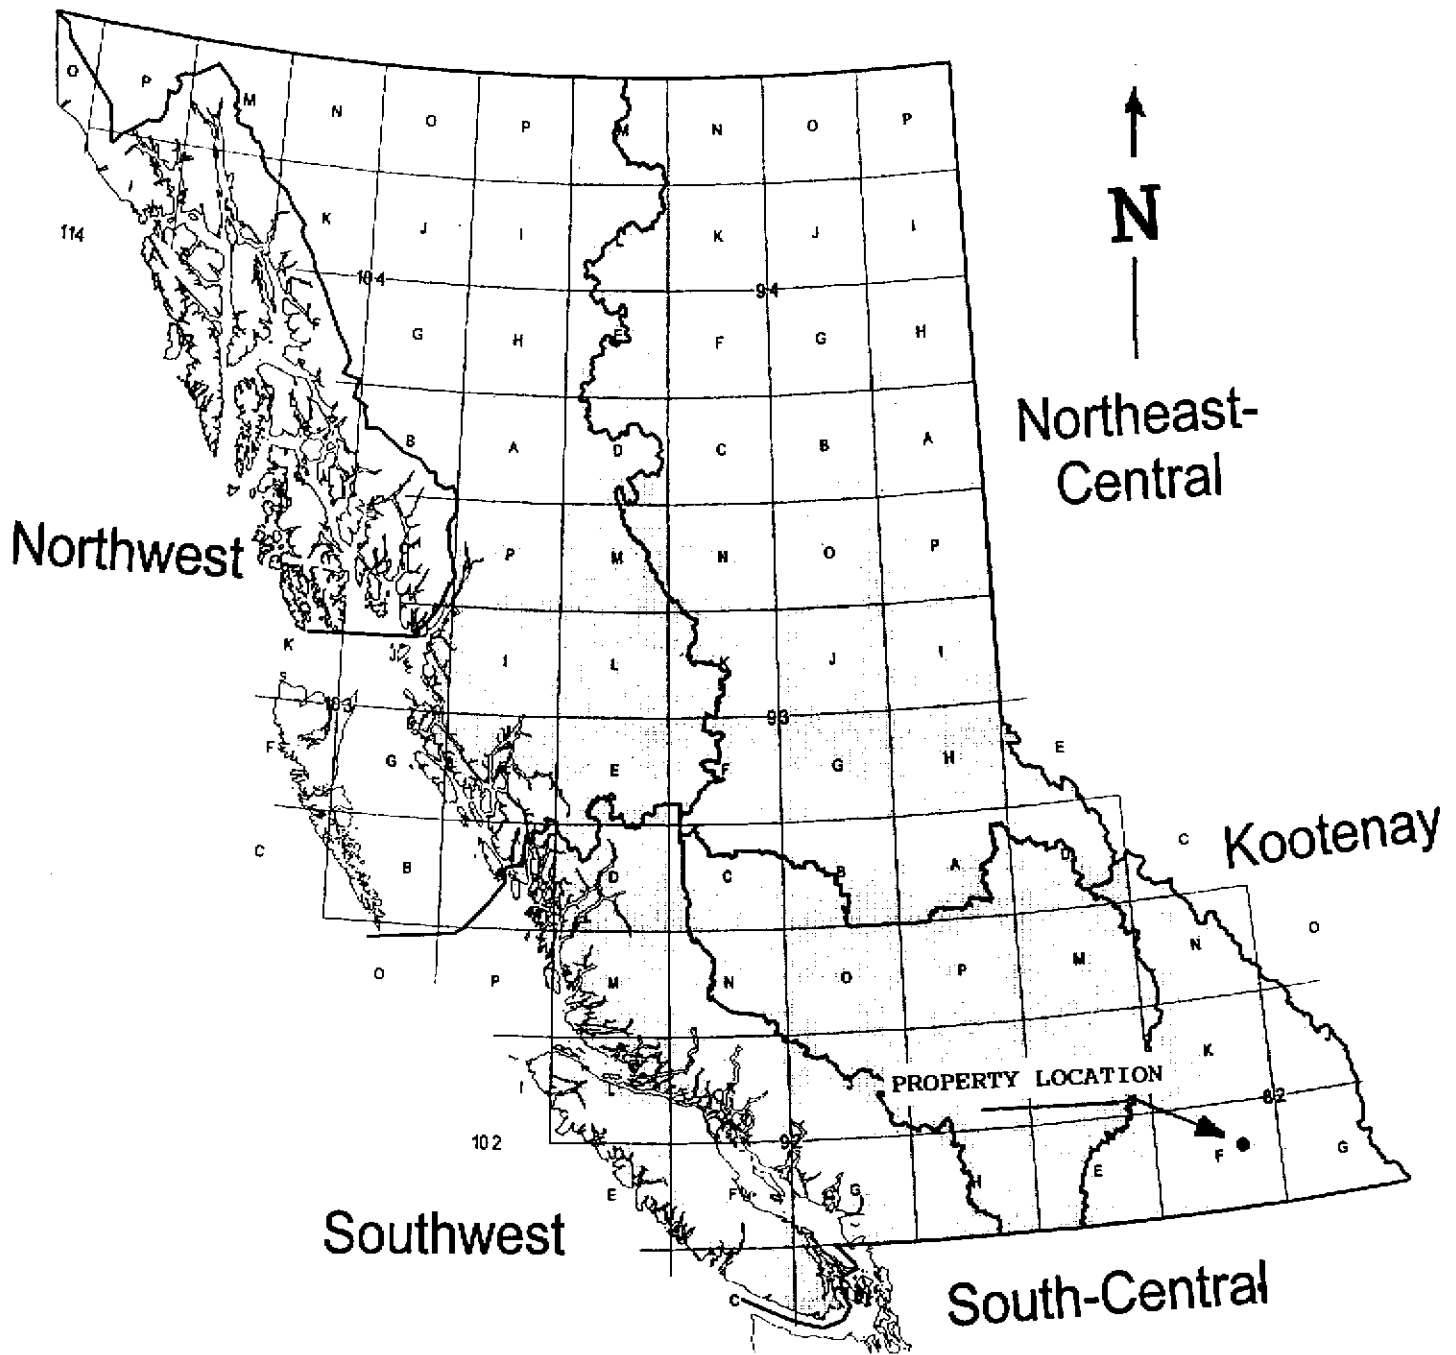 O P M N O P M N O P
I K J I K J I
114
104 94
G H E F G H
N
B A D C B A
Northeast-
Central
Northwest
P M N O P
K J I L K J I
103 93
F G E F G H E
C B D C B A D C
Kootenay
O P M N O P M N O
I L J K
PROPERTY LOCATION
82
102 92
E F G H E F G
Southwest
C
South-Central